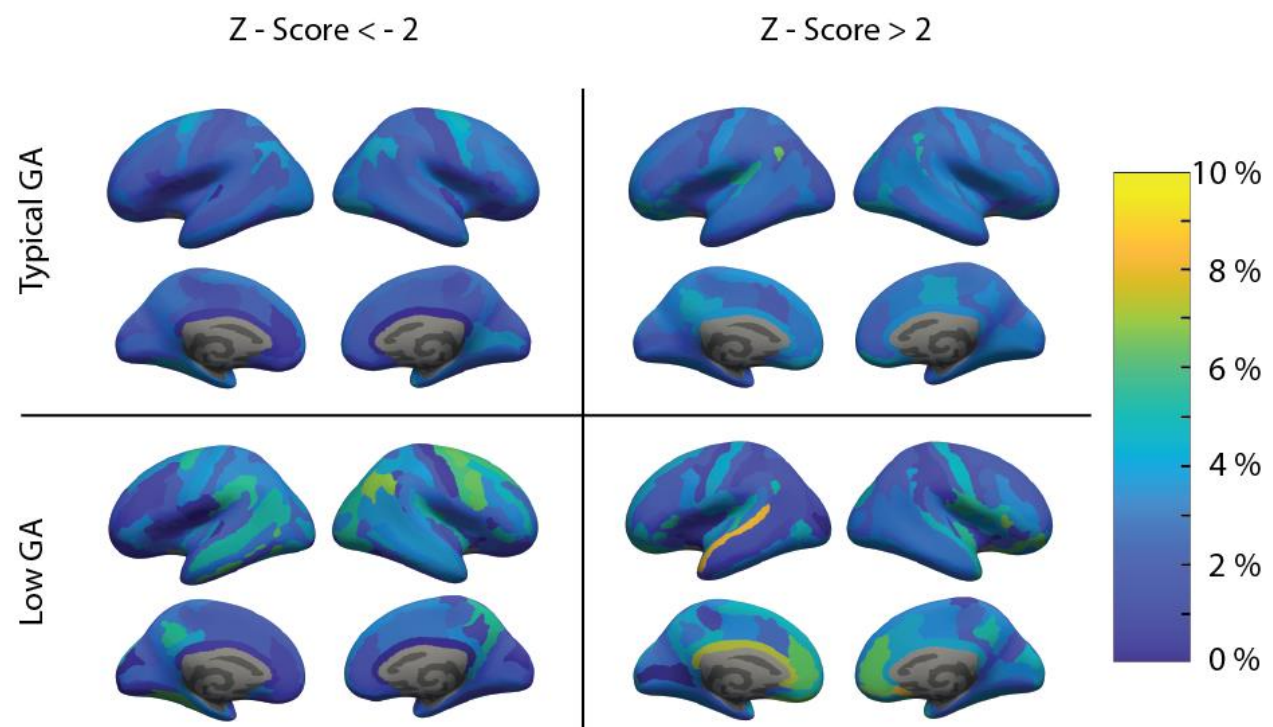 Z - Score < - 2
Z - Score > 2
Typical GA
Low GA
10 %
8 %
6 %
4 %
2 %
0 %